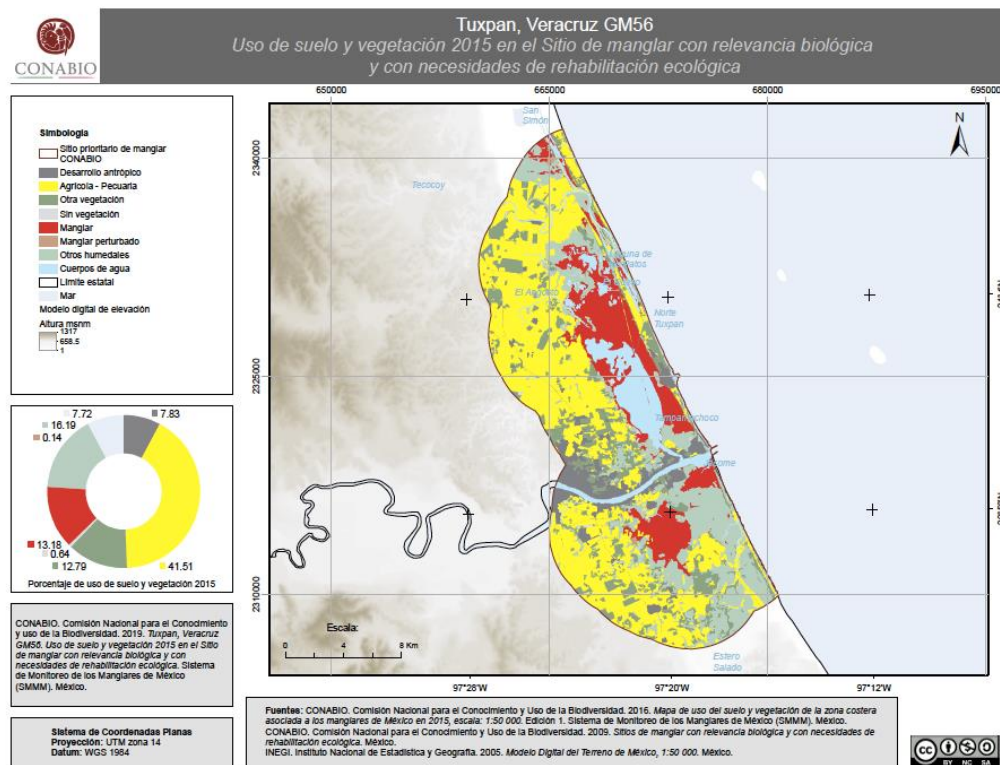 Tuxpan, Veracruz GM56
Uso de suelo y vegetación 2015 en el Sitio de manglar con relevancia biológica
y con necesidades de rehabilitación ecológica
CONABIO
Simbología
Sitio prioritario de manglar
CONABIO
Desarrollo antrópico
Agrícola - Pecuaria
Otra vegetación
Sin vegetación
Manglar
Manglar perturbado
Otros humedales
Cuerpos de agua
Límite estatal
Mar
Modelo digital de elevación
Altura msnm
1317
658.5
1
7.72
7.83
16.19
0.14
13.18
0.64
12.79
41.51
Porcentaje de uso de suelo y vegetación 2015
CONABIO. Comisión Nacional para el Conocimiento
y uso de la Biodiversidad. 2019. Tuxpan, Veracruz
GM56. Uso de suelo y vegetación 2015 en el Sitio
de manglar con relevancia biológica y con
necesidades de rehabilitación ecológica. Sistema
de Monitoreo de los Manglares de México
(SMMM). México.
Sistema de Coordenadas Planas
Proyección: UTM zona 14
Datum: WGS 1984
650000
665000
680000
695000
2340000
2325000
2310000
N
San
Simón
Tecocoy
Norte
Tuxpan
Estero
Salado
Escala:
0 4 8 Km
97°26'W
97°20'W
97°12'W
Fuentes: CONABIO. Comisión Nacional para el Conocimiento y Uso de la Biodiversidad. 2016. Mapa de uso del suelo y vegetación de la zona costera
asociada a los manglares de México en 2015, escala: 1:50 000. Edición 1. Sistema de Monitoreo de los Manglares de México (SMMM). México.
CONABIO. Comisión Nacional para el Conocimiento y Uso de la Biodiversidad. 2009. Sitios de manglar con relevancia biológica y con necesidades de
rehabilitación ecológica. México.
INEGI. Instituto Nacional de Estadística y Geografía. 2005. Modelo Digital del Terreno de México, 1:50 000. México.
cc
BY NC SA